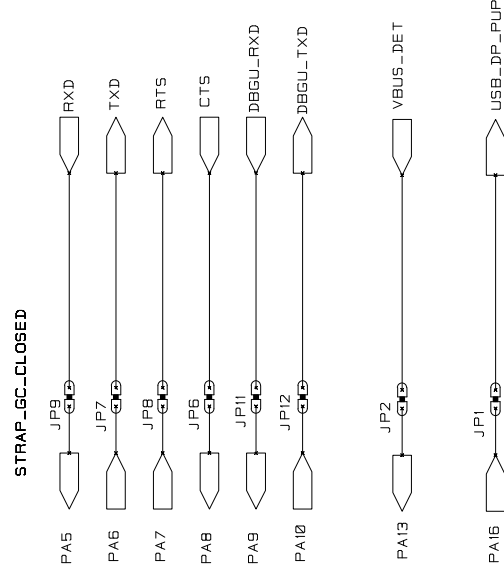 STRAP_GC_CLOSED
PA5 JP9 RXD
PA6 JP7 TXD
PA7 JP8 RTS
PA8 JP6 CTS
PA9 JP11 DBGU_RXD
PA10 JP12 DBGU_TXD
PA13 JP2 VBUS_DET
PA16 JP1 USB_DP_PUP